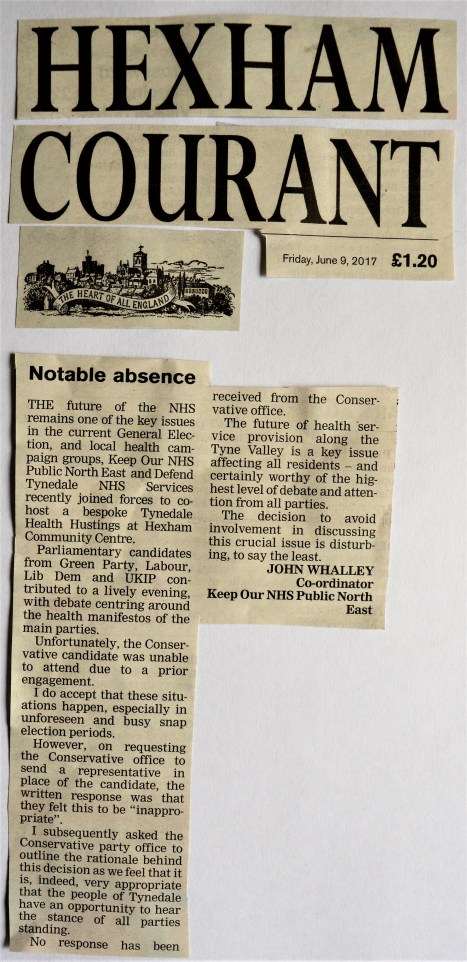 HEXHAM
COURANT
THE HEART OF ALL ENGLAND
Friday, June 9, 2017 £1.20
Notable absence
THE future of the NHS
remains one of the key issues
in the current General Elec-
tion, and local health cam-
paign groups, Keep Our NHS
Public North East and Defend
Tynedale NHS Services
recently joined forces to co-
host a bespoke Tynedale
Health Hustings at Hexham
Community Centre.
Parliamentary candidates
from Green Party, Labour,
Lib Dem and UKIP con-
tributed to a lively evening,
with debate centring around
the health manifestos of the
main parties.
Unfortunately, the Conser-
vative candidate was unable
to attend due to a prior
engagement.
I do accept that these situ-
ations happen, especially in
unforeseen and busy snap
election periods.
However, on requesting
the Conservative office to
send a representative in
place of the candidate, the
written response was that
they felt this to be “inappro-
priate”.
I subsequently asked the
Conservative party office to
outline the rationale behind
this decision as we feel that it
is, indeed, very appropriate
that the people of Tynedale
have an opportunity to hear
the stance of all parties
standing.
No response has been
received from the Conser-
vative office.
The future of health ser-
vice provision along the
Tyne Valley is a key issue
affecting all residents – and
certainly worthy of the hig-
hest level of debate and atten-
tion from all parties.
The decision to avoid
involvement in discussing
this crucial issue is disturb-
ing, to say the least.
JOHN WHALLEY
Co-ordinator
Keep Our NHS Public North
East